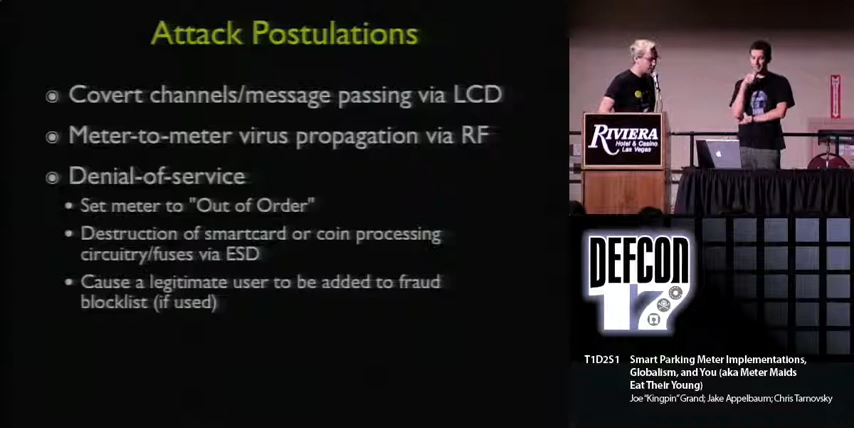 Attack Postulations
Covert channels/message passing via LCD
Meter-to-meter virus propagation via RF
Denial-of-service
Set meter to "Out of Order"
Destruction of smartcard or coin processing
circuitry/fuses via ESD
Cause a legitimate user to be added to fraud
blocklist (if used)
RIVIERA
Hotel & Casino
Las Vegas
DEFCON
17
T1D2S1 Smart Parking Meter Implementations,
Globalism, and You (aka Meter Maids
Eat Their Young)
Joe "Kingpin" Grand; Jake Appelbaum; Chris Tarnovsky